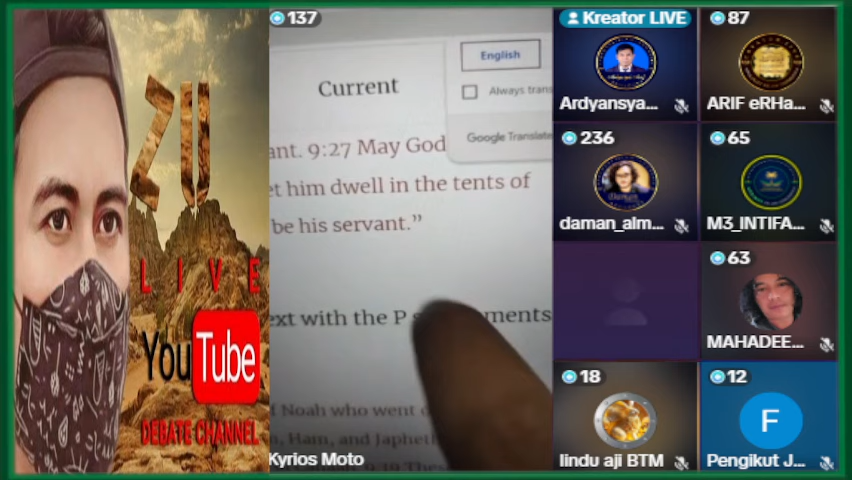 ZU
LIVE
YouTube
DEBATE CHANNEL
137
English
Current
Always trans
Google Translate
ant. 9:27 May God
et him dwell in the tents of
be his servant.”
ext with the P
ments
f Noah who went
Ham, and Japheth
Kyrios Moto
Kreator LIVE
Ardyansya...
87
ARIF eRHa...
236
daman_alm...
65
M3_INTIFA...
63
MAHADEE...
18
lindu aji BTM
12
F
Pengikut J...